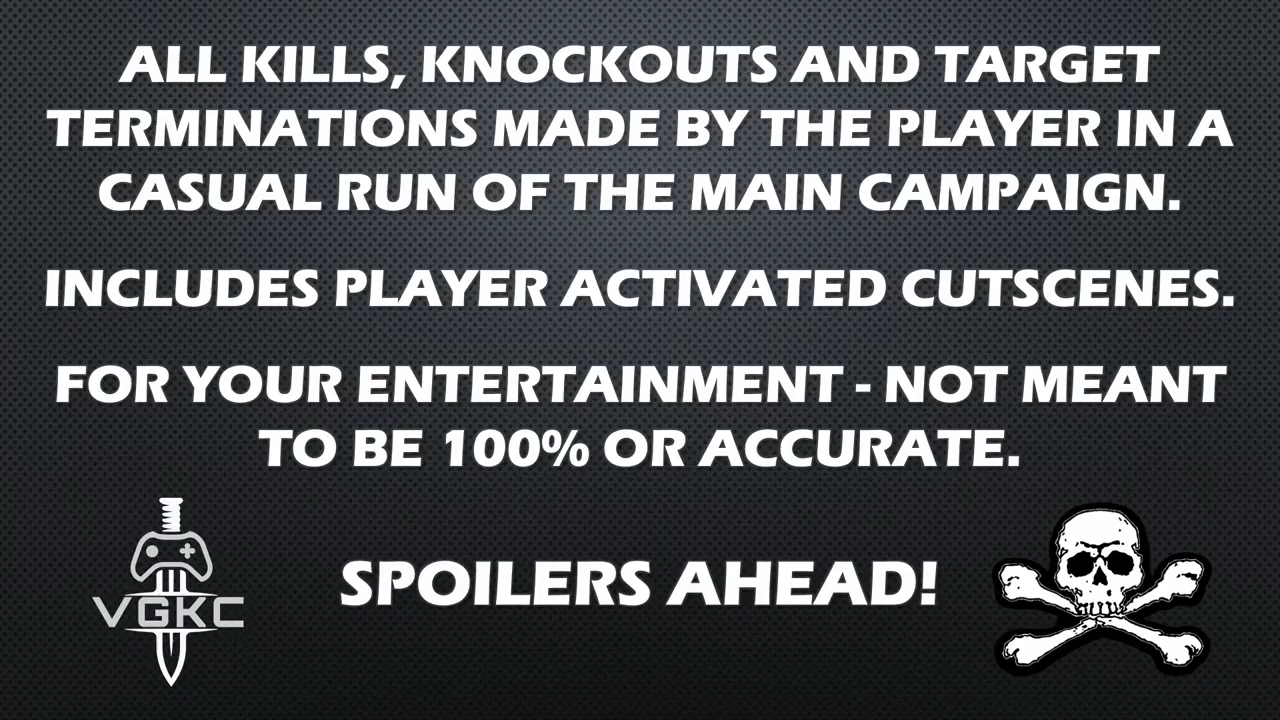 ALL KILLS, KNOCKOUTS AND TARGET
TERMINATIONS MADE BY THE PLAYER IN A
CASUAL RUN OF THE MAIN CAMPAIGN.
INCLUDES PLAYER ACTIVATED CUTSCENES.
FOR YOUR ENTERTAINMENT - NOT MEANT
TO BE 100% OR ACCURATE.
SPOILERS AHEAD!
VGKC